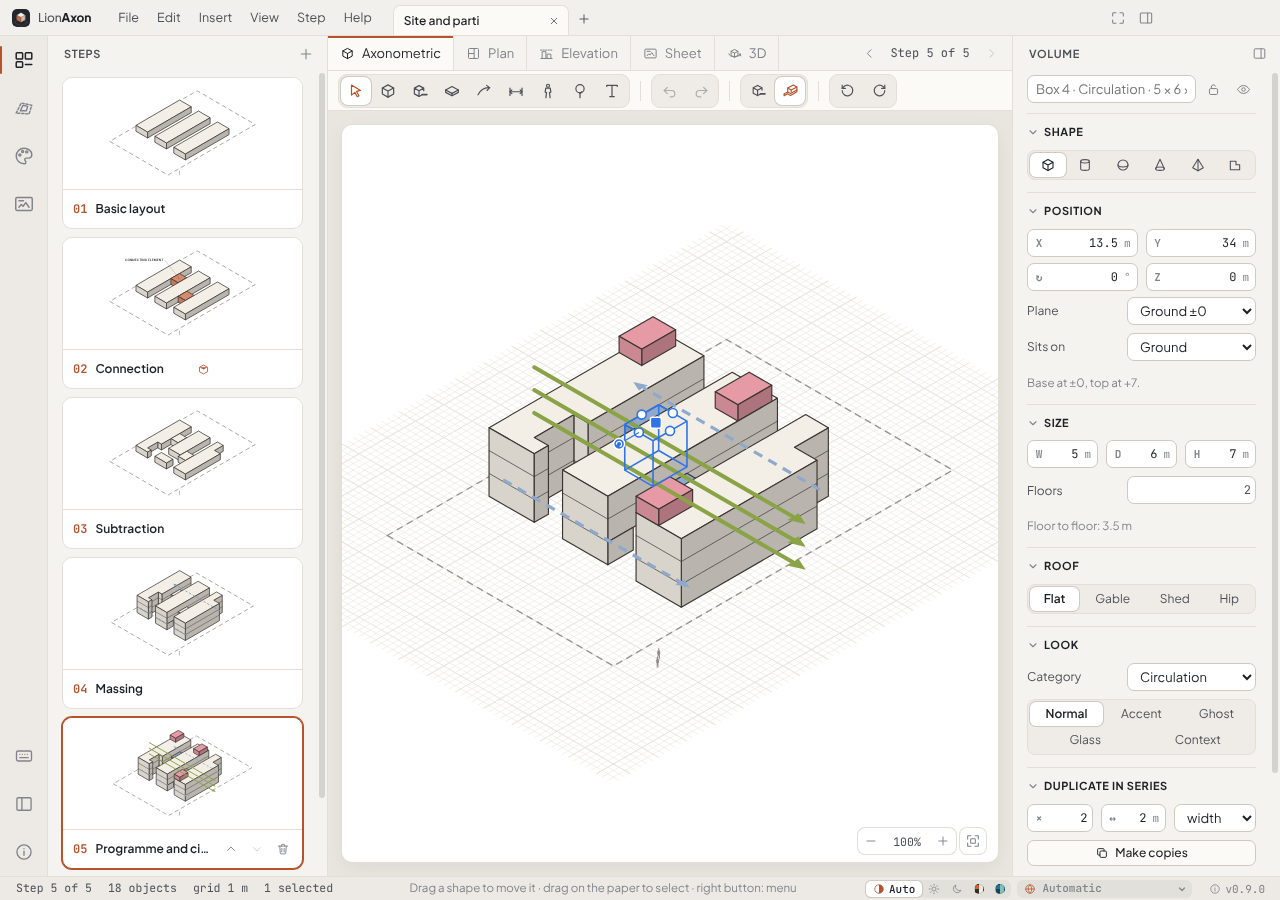 LionAxon File Edit Insert View Step Help Site and parti
STEPS
Axonometric Plan Elevation Sheet 3D Step 5 of 5
VOLUME
Box 4 · Circulation · 5 × 6
SHAPE
POSITION
X 13.5 m Y 34 m
0 ° Z 0 m
Plane Ground ±0
Sits on Ground
Base at ±0, top at +7.
SIZE
W 5 m D 6 m H 7 m
Floors 2
Floor to floor: 3.5 m
ROOF
Flat Gable Shed Hip
LOOK
Category Circulation
Normal Accent Ghost
Glass Context
DUPLICATE IN SERIES
× 2 ↔ 2 m width
Make copies
01 Basic layout
CONNECTING ELEMENT
02 Connection
03 Subtraction
04 Massing
05 Programme and ci...
100%
Step 5 of 5 18 objects grid 1 m 1 selected
Drag a shape to move it · drag on the paper to select · right button: menu
Auto Automatic v0.9.0